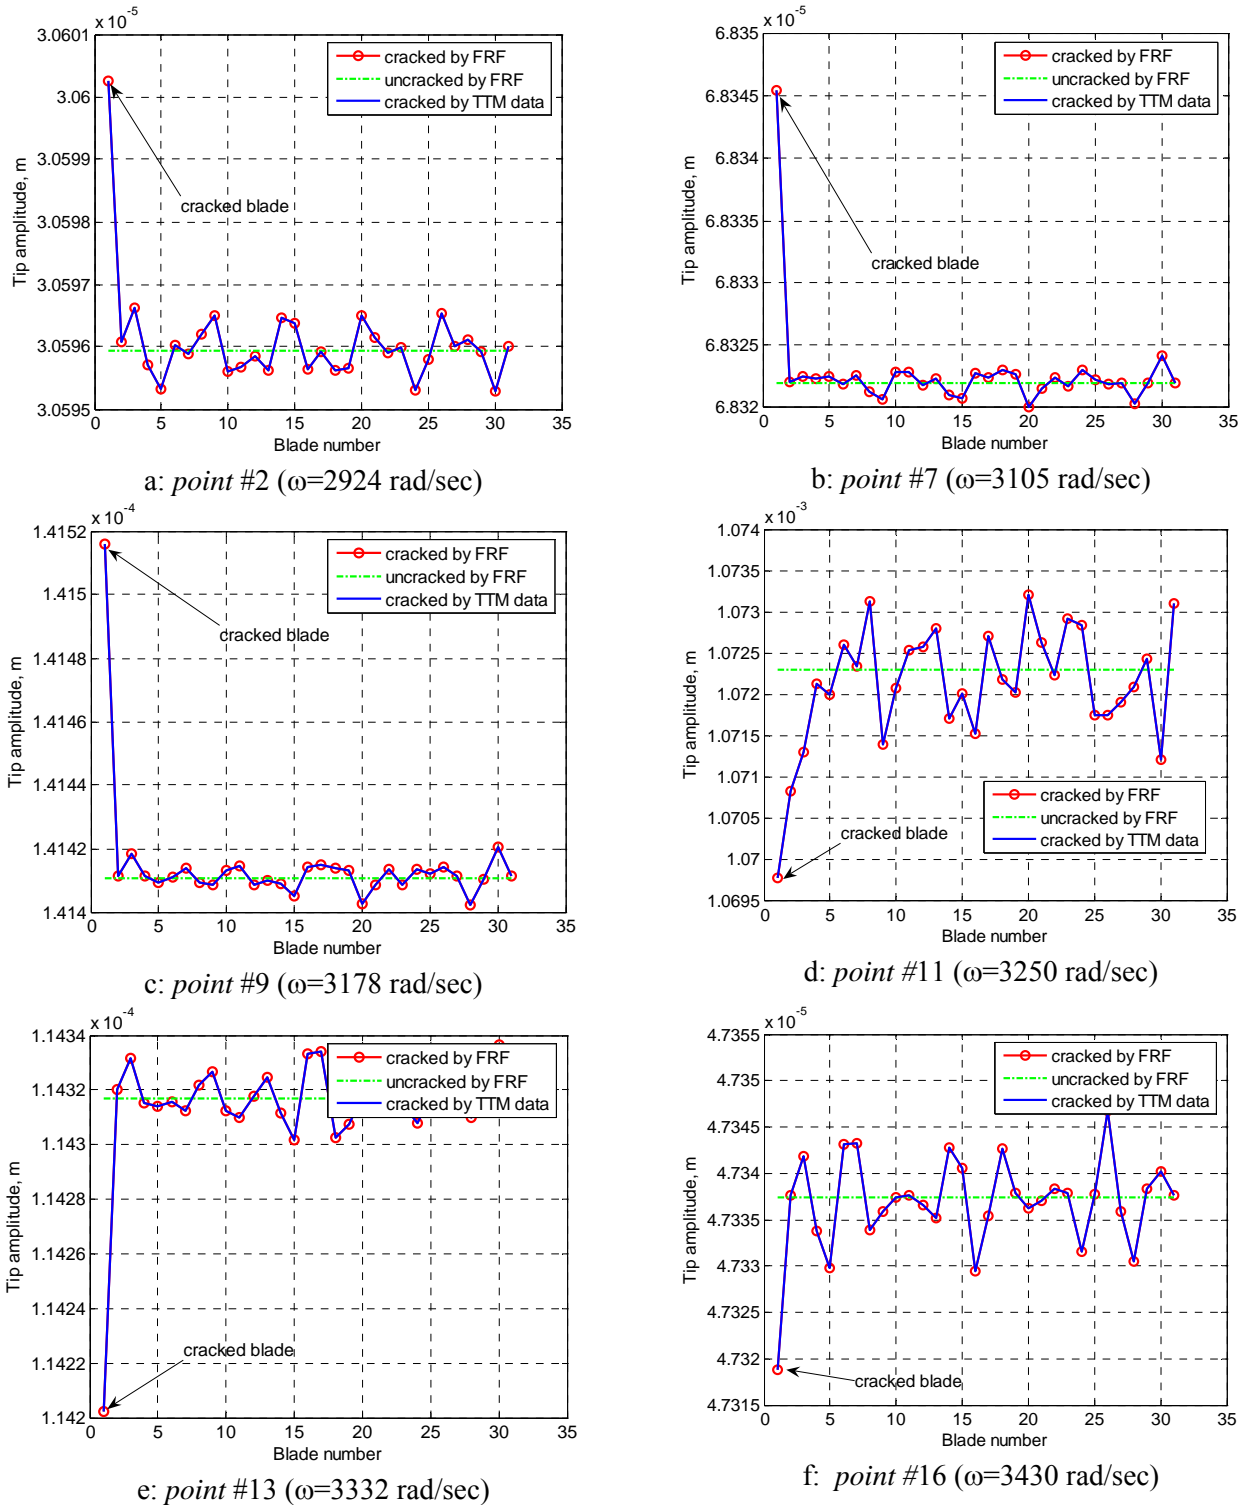 x 10^-5
3.0601
3.06
3.0599
3.0598
3.0597
3.0596
3.0595
0 5 10 15 20 25 30 35
Tip amplitude, m
Blade number
cracked by FRF
uncracked by FRF
cracked by TTM data
cracked blade
a: point #2 (ω=2924 rad/sec)
x 10^-5
6.835
6.8345
6.834
6.8335
6.833
6.8325
6.832
0 5 10 15 20 25 30 35
Tip amplitude, m
Blade number
cracked by FRF
uncracked by FRF
cracked by TTM data
cracked blade
b: point #7 (ω=3105 rad/sec)
x 10^-4
1.4152
1.415
1.4148
1.4146
1.4144
1.4142
1.414
0 5 10 15 20 25 30 35
Tip amplitude, m
Blade number
cracked by FRF
uncracked by FRF
cracked by TTM data
cracked blade
c: point #9 (ω=3178 rad/sec)
x 10^-3
1.074
1.0735
1.073
1.0725
1.072
1.0715
1.071
1.0705
1.07
1.0695
0 5 10 15 20 25 30 35
Tip amplitude, m
Blade number
cracked by FRF
uncracked by FRF
cracked by TTM data
cracked blade
d: point #11 (ω=3250 rad/sec)
x 10^-4
1.1434
1.1432
1.143
1.1428
1.1426
1.1424
1.1422
1.142
0 5 10 15 20 25 30 35
Tip amplitude, m
Blade number
cracked by FRF
uncracked by FRF
cracked by TTM data
cracked blade
e: point #13 (ω=3332 rad/sec)
x 10^-5
4.7355
4.735
4.7345
4.734
4.7335
4.733
4.7325
4.732
4.7315
0 5 10 15 20 25 30 35
Tip amplitude, m
Blade number
cracked by FRF
uncracked by FRF
cracked by TTM data
cracked blade
f: point #16 (ω=3430 rad/sec)